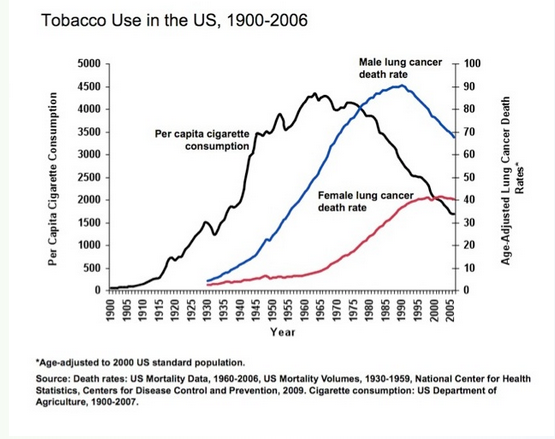 Tobacco Use in the US, 1900-2006
Male lung cancer
death rate
Per capita cigarette
consumption
Female lung cancer
death rate
Per Capita Cigarette Consumption
5000
4500
4000
3500
3000
2500
2000
1500
1000
500
0
100
90
80
70
60
50
40
30
20
10
0
Age-Adjusted Lung Cancer Death
Rates*
1900
1905
1910
1915
1920
1925
1930
1935
1940
1945
1950
1955
1960
1965
1970
1975
1980
1985
1990
1995
2000
2005
Year
*Age-adjusted to 2000 US standard population.
Source: Death rates: US Mortality Data, 1960-2006, US Mortality Volumes, 1930-1959, National Center for Health
Statistics, Centers for Disease Control and Prevention, 2009. Cigarette consumption: US Department of
Agriculture, 1900-2007.